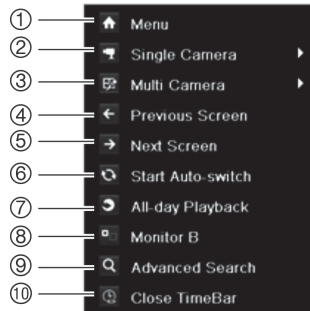 ① Menu
② Single Camera
③ Multi Camera
④ Previous Screen
⑤ Next Screen
⑥ Start Auto-switch
⑦ All-day Playback
⑧ Monitor B
⑨ Advanced Search
⑩ Close TimeBar